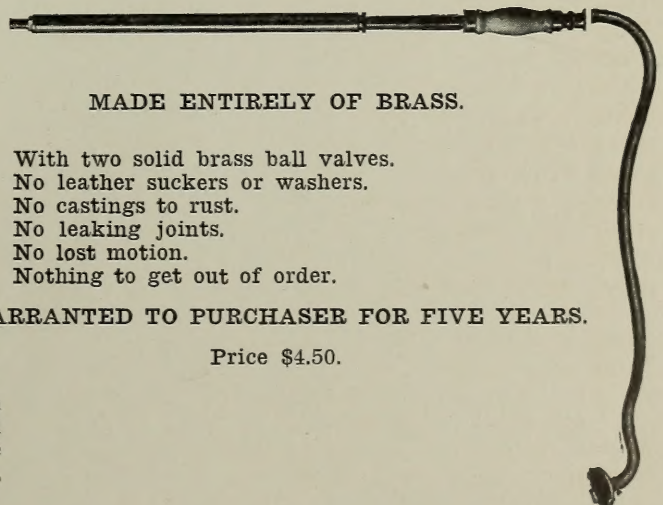 MADE ENTIRELY OF BRASS.
With two solid brass ball valves.
No leather suckers or washers.
No castings to rust.
No leaking joints.
No lost motion.
Nothing to get out of order.
ARRANTED TO PURCHASER FOR FIVE YEARS.
Price $4.50.